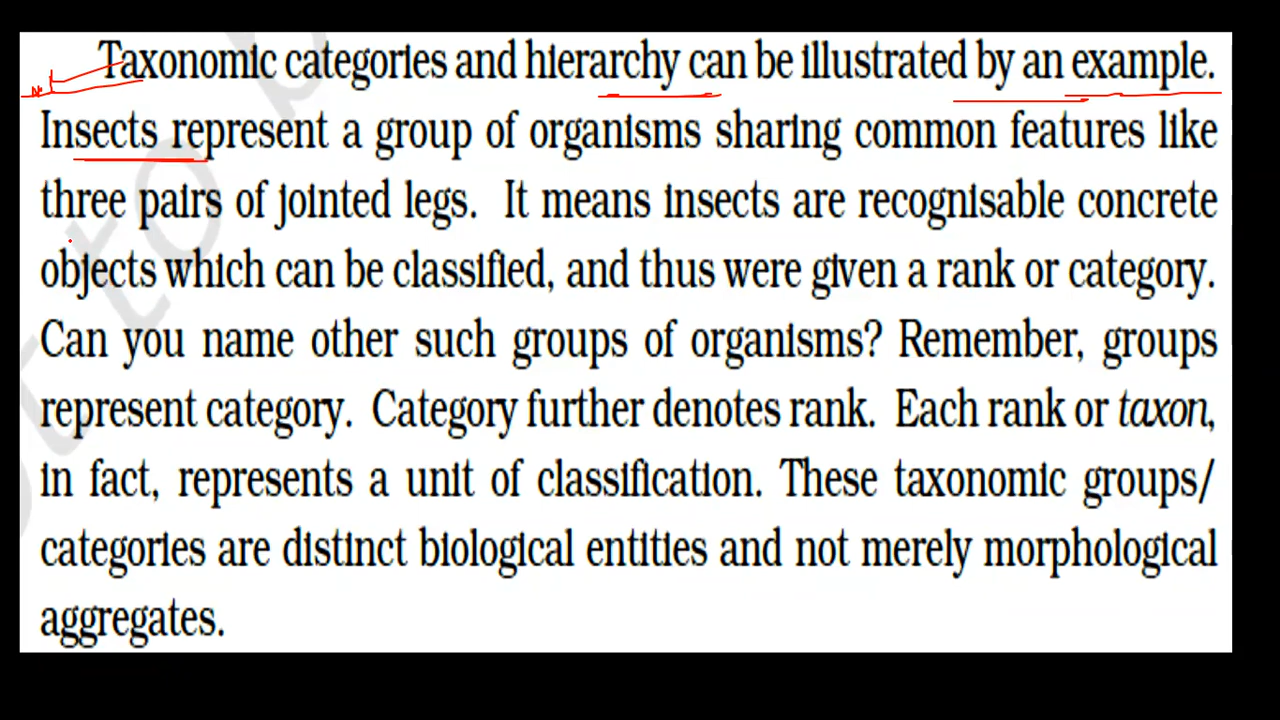 Taxonomic categories and hierarchy can be illustrated by an example.
Insects represent a group of organisms sharing common features like
three pairs of jointed legs. It means insects are recognisable concrete
objects which can be classified, and thus were given a rank or category.
Can you name other such groups of organisms? Remember, groups
represent category. Category further denotes rank. Each rank or taxon,
in fact, represents a unit of classification. These taxonomic groups/
categories are distinct biological entities and not merely morphological
aggregates.